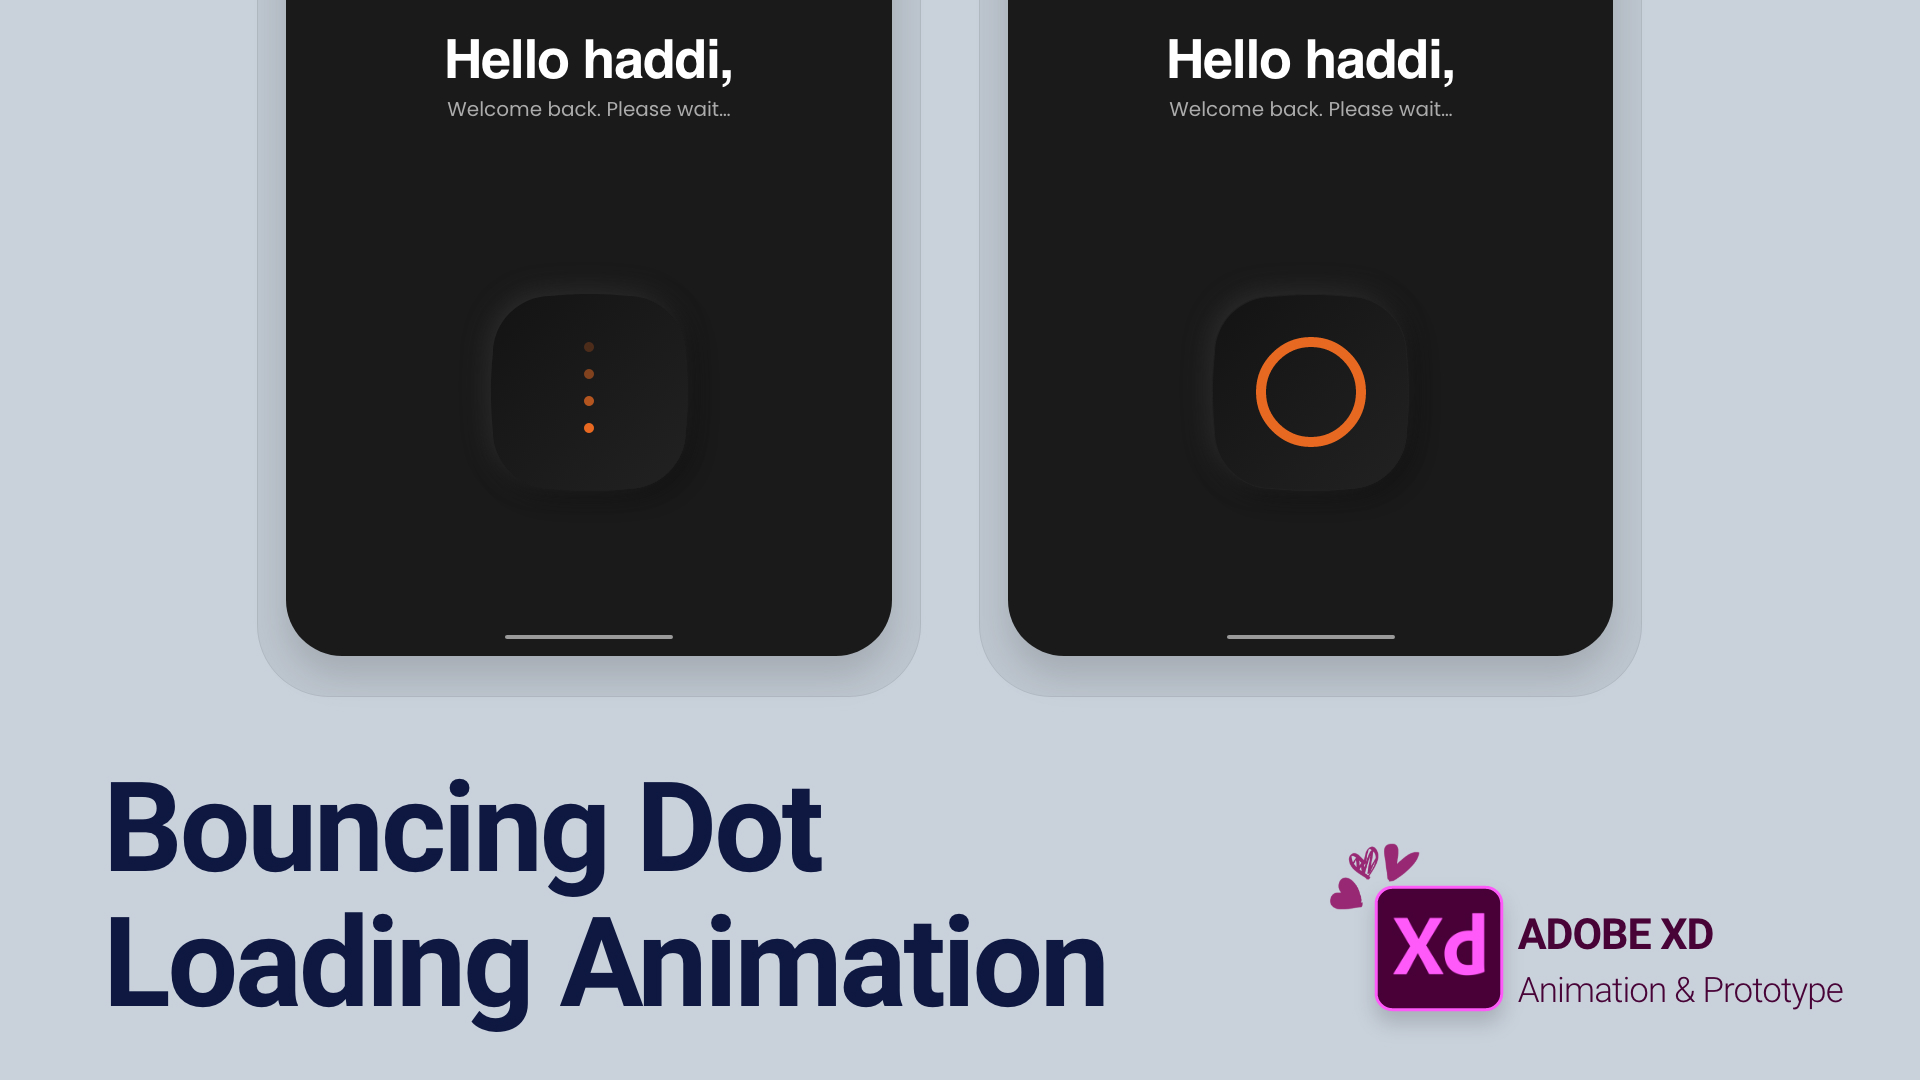 Hello haddi,
Welcome back. Please wait...
Hello haddi,
Welcome back. Please wait...
Bouncing Dot
Loading Animation
Xd
ADOBE XD
Animation & Prototype